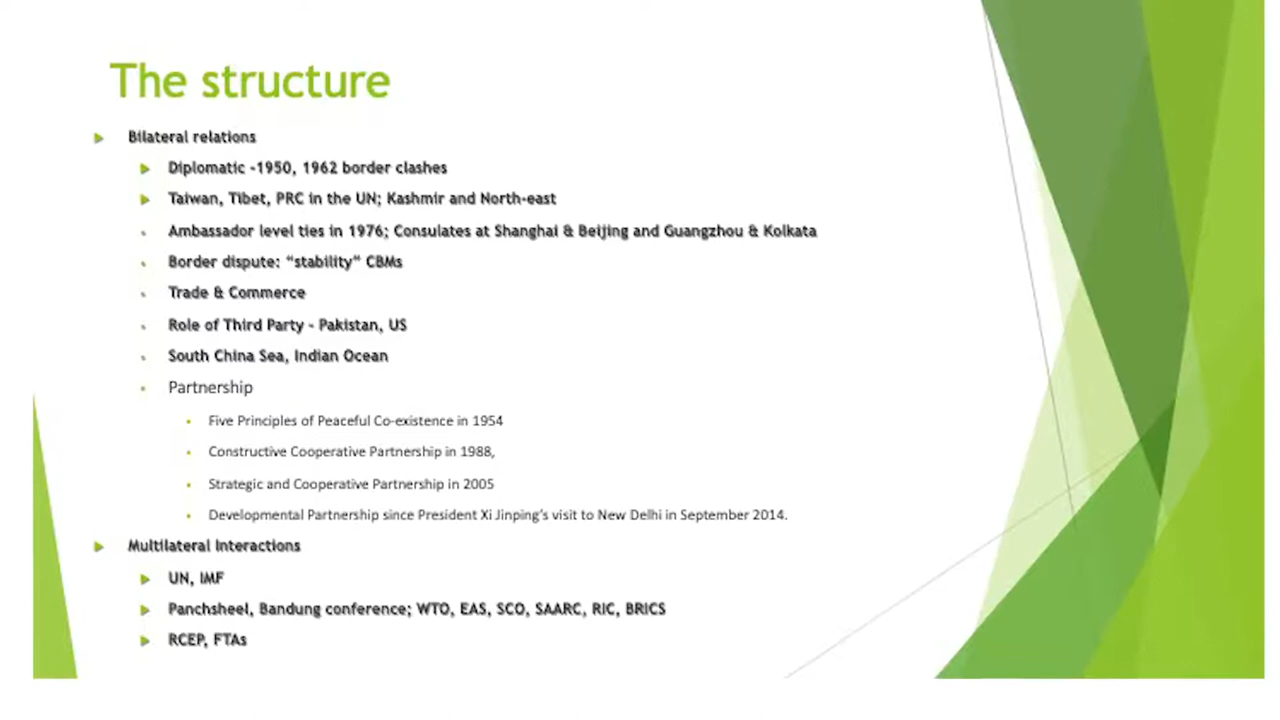 The structure
Bilateral relations
Diplomatic -1950, 1962 border clashes
Taiwan, Tibet, PRC in the UN; Kashmir and North-east
Ambassador level ties in 1976; Consulates at Shanghai & Beijing and Guangzhou & Kolkata
Border dispute: “stability” CBMs
Trade & Commerce
Role of Third Party - Pakistan, US
South China Sea, Indian Ocean
Partnership
Five Principles of Peaceful Co-existence in 1954
Constructive Cooperative Partnership in 1988,
Strategic and Cooperative Partnership in 2005
Developmental Partnership since President Xi Jinping’s visit to New Delhi in September 2014.
Multilateral Interactions
UN, IMF
Panchsheel, Bandung conference; WTO, EAS, SCO, SAARC, RIC, BRICS
RCEP, FTAs